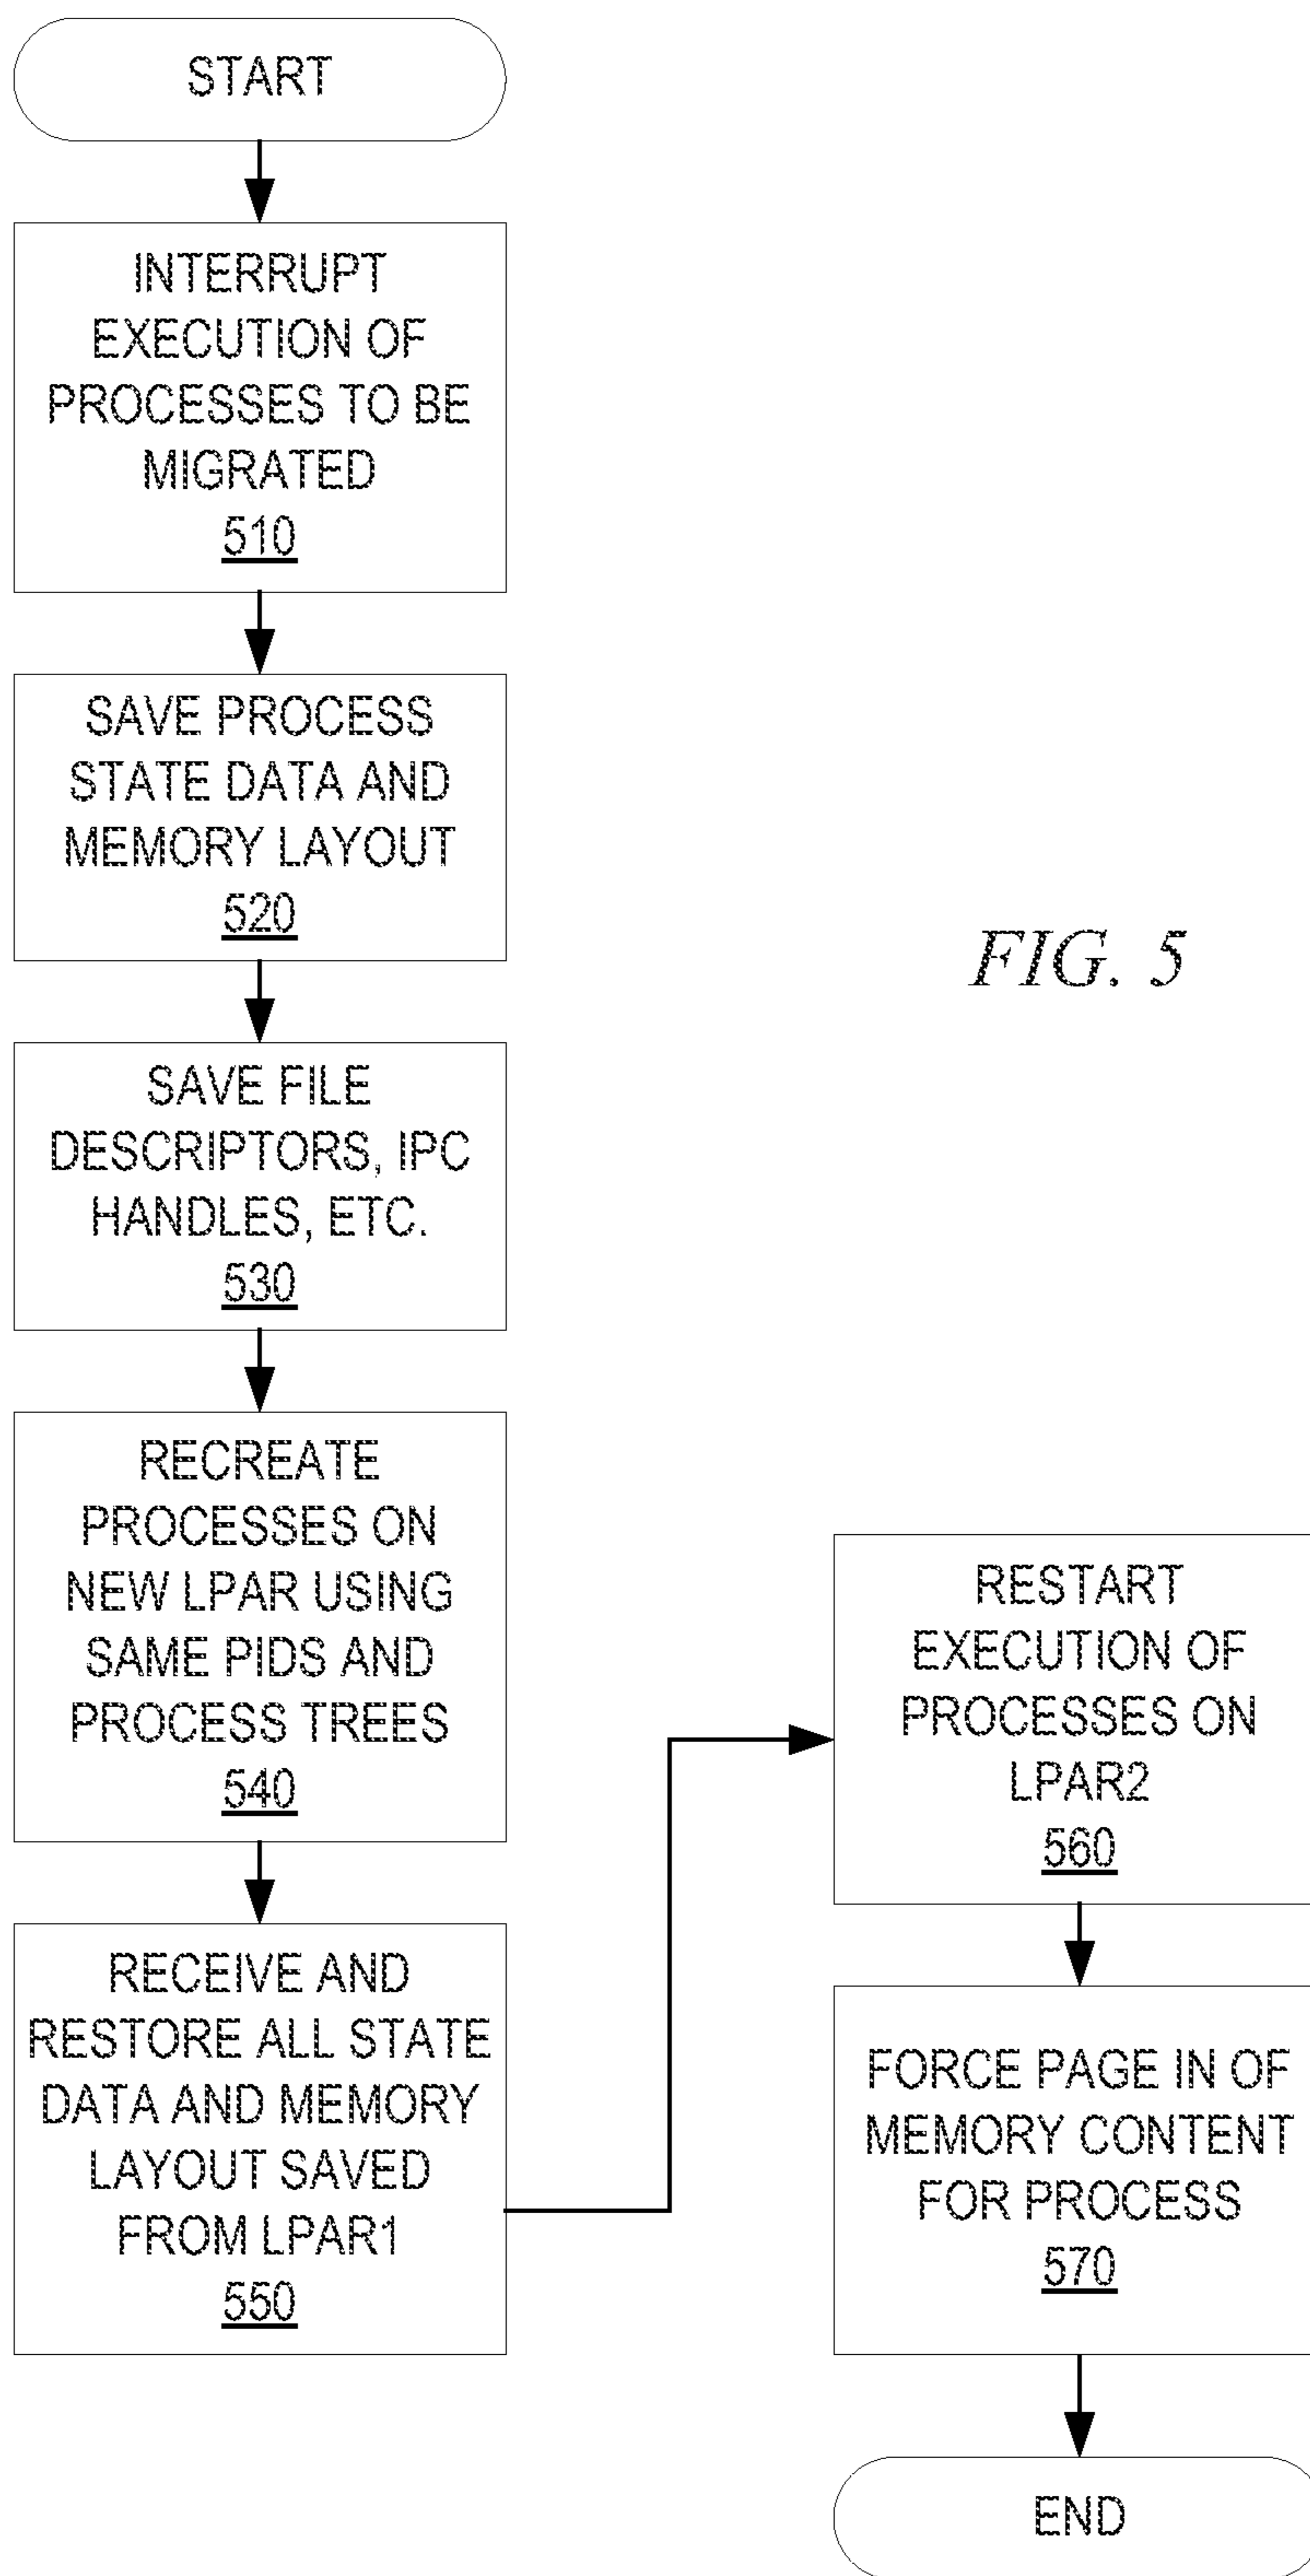 START
INTERRUPT
EXECUTION OF
PROCESSES TO BE
MIGRATED
510
SAVE PROCESS
STATE DATA AND
MEMORY LAYOUT
520
SAVE FILE
DESCRIPTORS, IPC
HANDLES, ETC.
530
RECREATE
PROCESSES ON
NEW LPAR USING
SAME PIDS AND
PROCESS TREES
540
RECEIVE AND
RESTORE ALL STATE
DATA AND MEMORY
LAYOUT SAVED
FROM LPAR1
550
RESTART
EXECUTION OF
PROCESSES ON
LPAR2
560
FORCE PAGE IN OF
MEMORY CONTENT
FOR PROCESS
570
END
FIG. 5